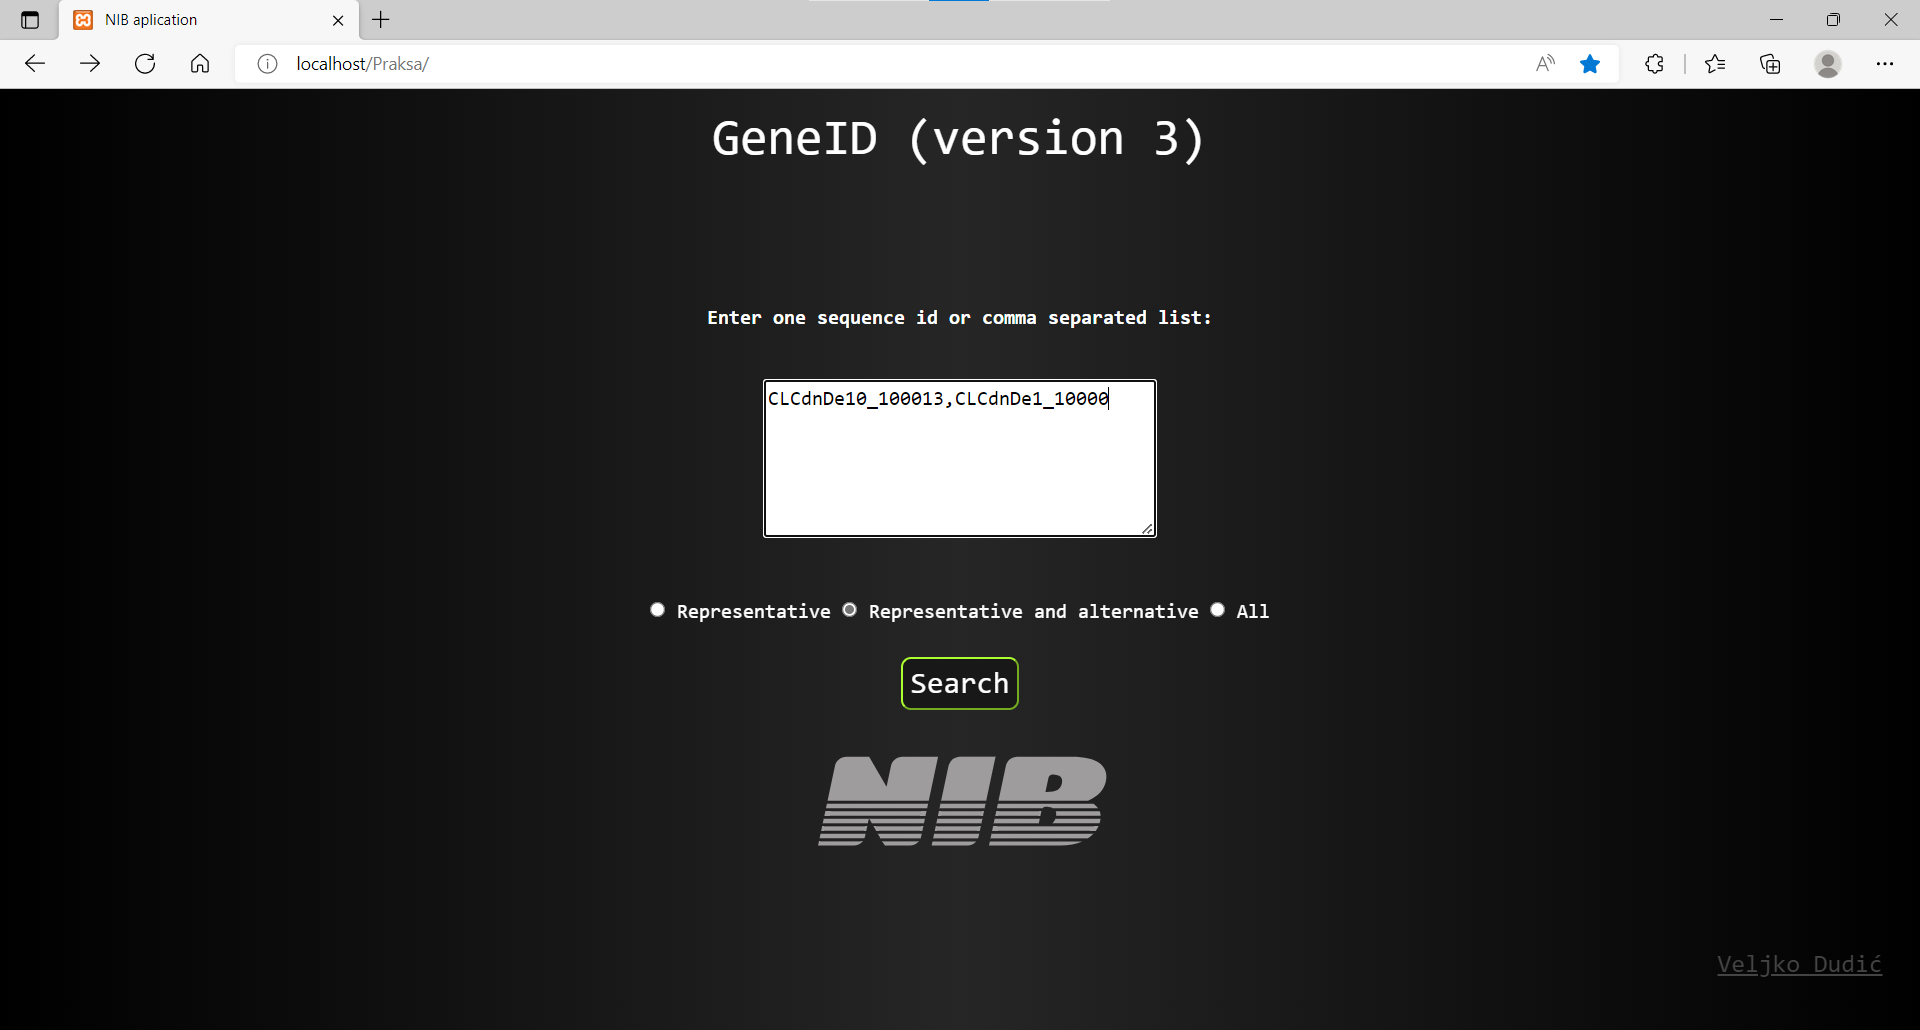 NIB aplication
localhost/Praksa/
GeneID (version 3)
Enter one sequence id or comma separated list:
CLCdnDe10_100013,CLCdnDe1_10000
Representative Representative and alternative All
Search
NIB
Veljko Dudić